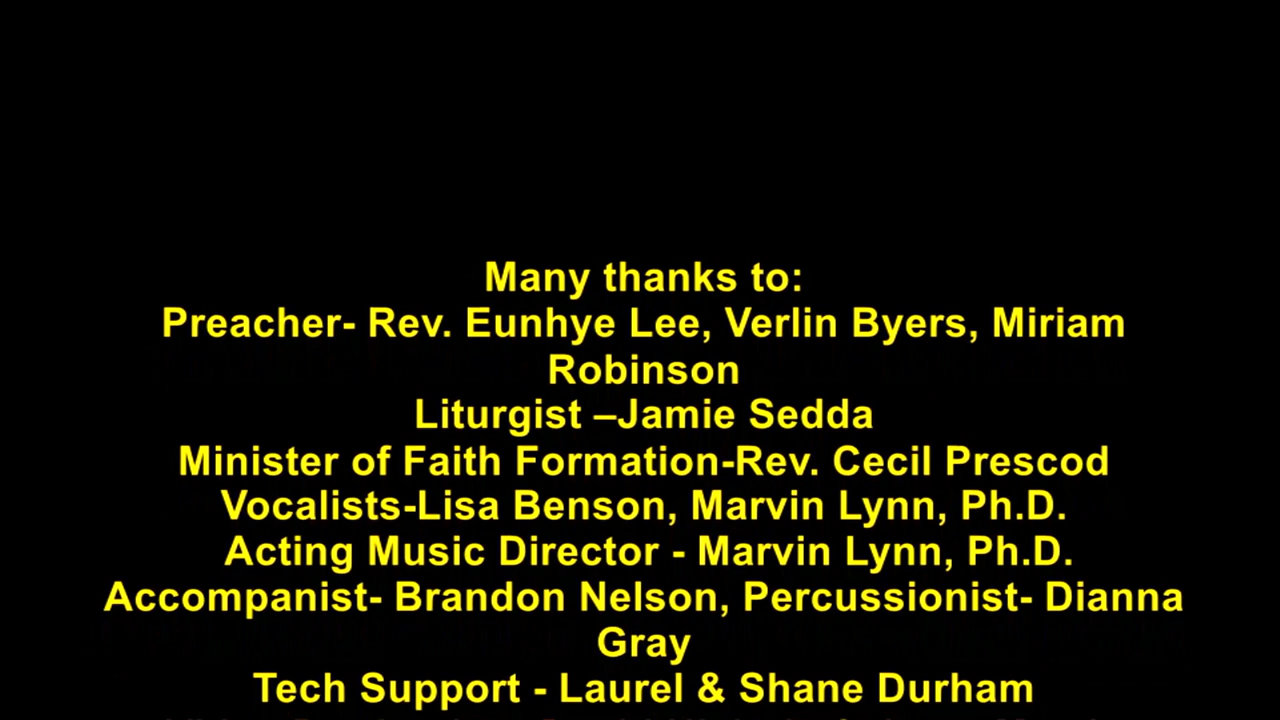 Many thanks to:
Preacher- Rev. Eunhye Lee, Verlin Byers, Miriam
Robinson
Liturgist –Jamie Sedda
Minister of Faith Formation-Rev. Cecil Prescod
Vocalists-Lisa Benson, Marvin Lynn, Ph.D.
Acting Music Director - Marvin Lynn, Ph.D.
Accompanist- Brandon Nelson, Percussionist- Dianna
Gray
Tech Support - Laurel & Shane Durham